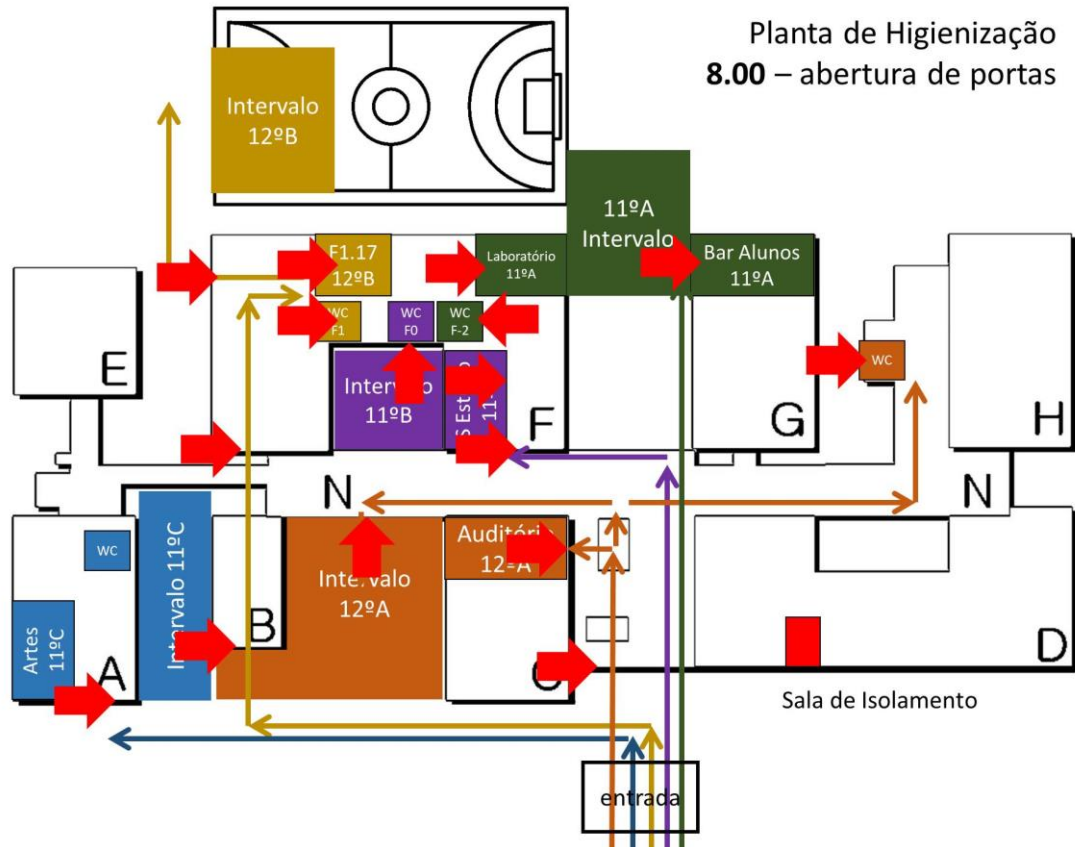 Planta de Higienização
8.00 – abertura de portas
Intervalo
12ºB
11ºA
Intervalo
F1.17
12ºB
Laboratório
11ºA
Bar Alunos
11ºA
WC
F1
WC
F0
WC
F-2
WC
E
Intervalo
11ºB
F
G
H
N
N
WC
Intervalo 11ºC
Artes
11ºC
A
B
Intervalo
12ºA
Auditório
D
Sala de Isolamento
entrada